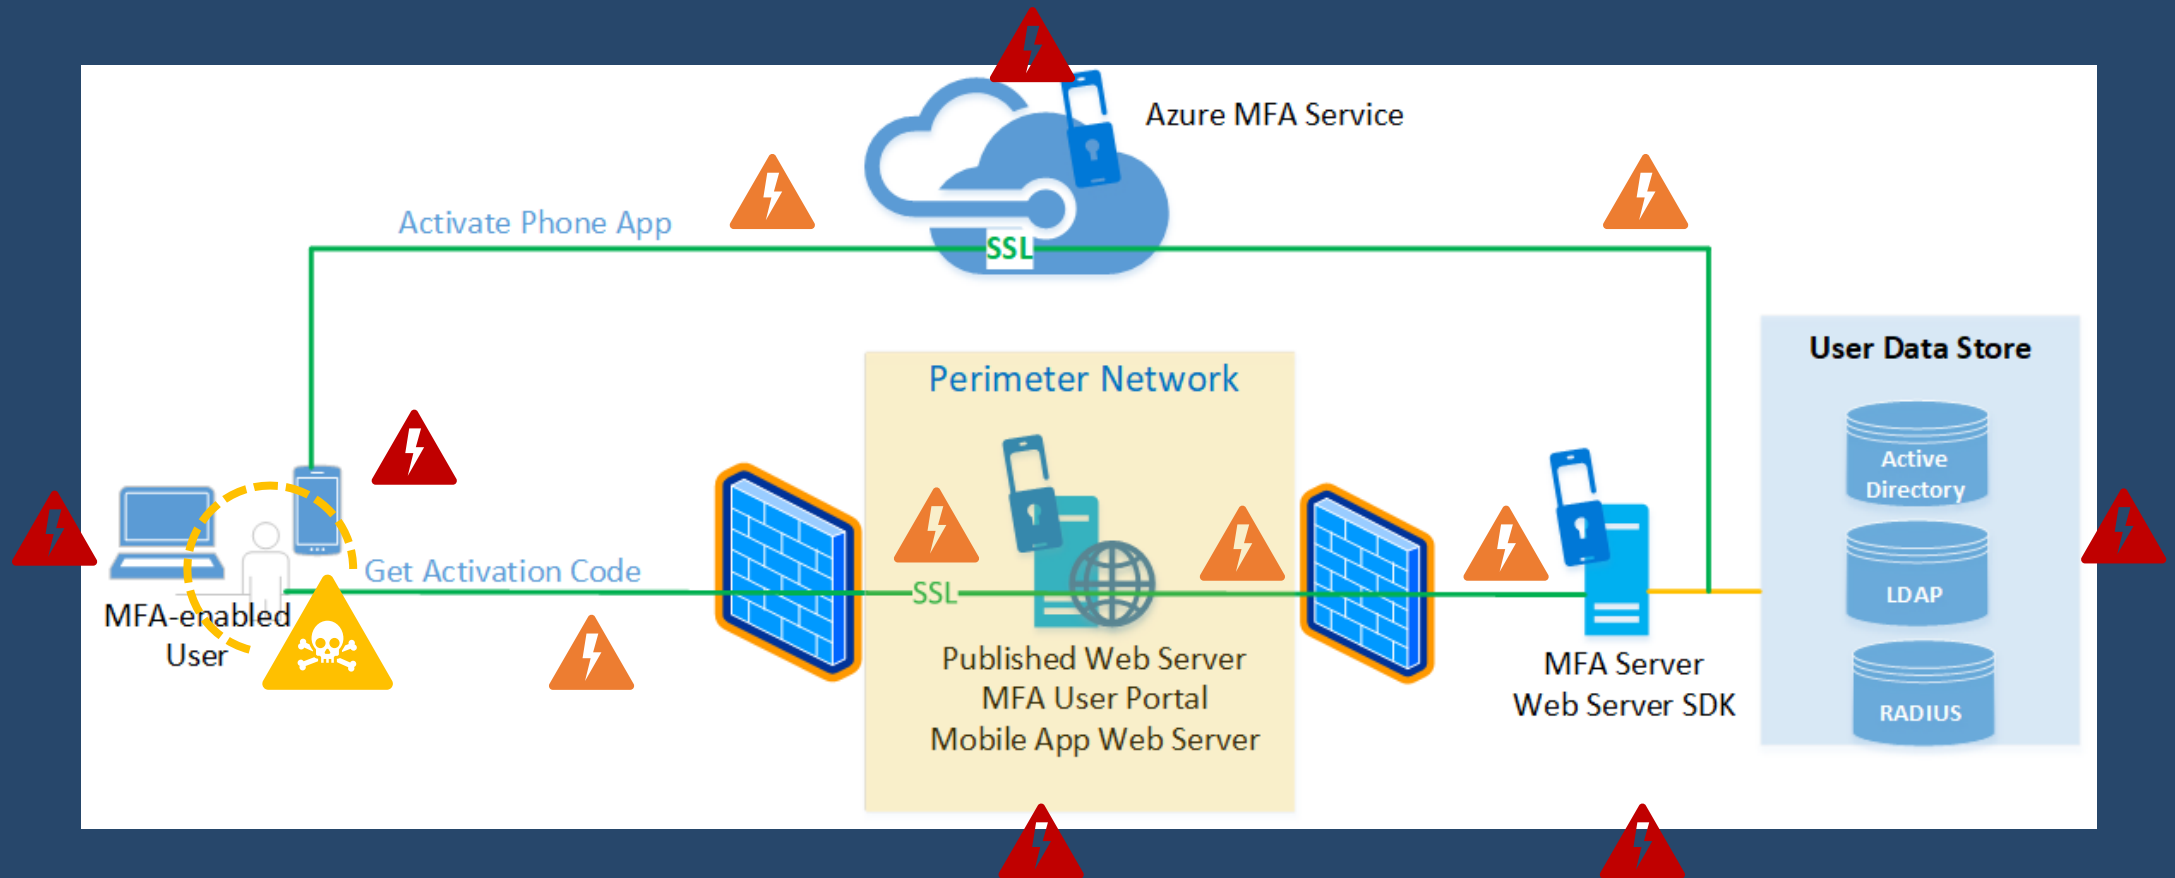 Azure MFA Service
Activate Phone App
SSL
User Data Store
Perimeter Network
Active
Directory
Get Activation Code
SSL
LDAP
MFA-enabled
User
Published Web Server
MFA User Portal
Mobile App Web Server
MFA Server
Web Server SDK
RADIUS